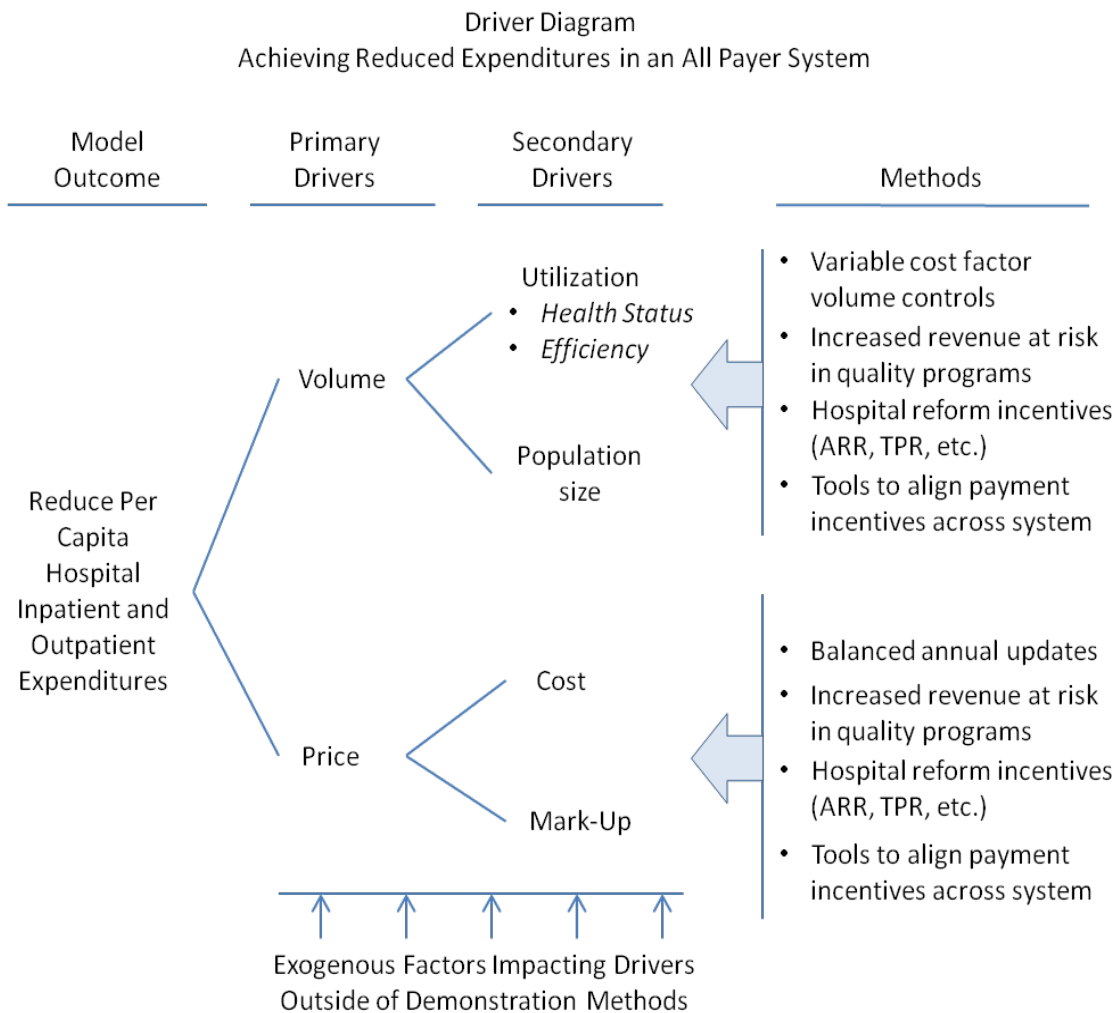 Driver Diagram
Achieving Reduced Expenditures in an All Payer System
Model
Outcome
Primary
Drivers
Secondary
Drivers
Methods
Reduce Per
Capita
Hospital
Inpatient and
Outpatient
Expenditures
Volume
Price
Utilization
• Health Status
• Efficiency
Population
size
Cost
Mark-Up
• Variable cost factor
volume controls
• Increased revenue at risk
in quality programs
• Hospital reform incentives
(ARR, TPR, etc.)
• Tools to align payment
incentives across system
• Balanced annual updates
• Increased revenue at risk
in quality programs
• Hospital reform incentives
(ARR, TPR, etc.)
• Tools to align payment
incentives across system
Exogenous Factors Impacting Drivers
Outside of Demonstration Methods